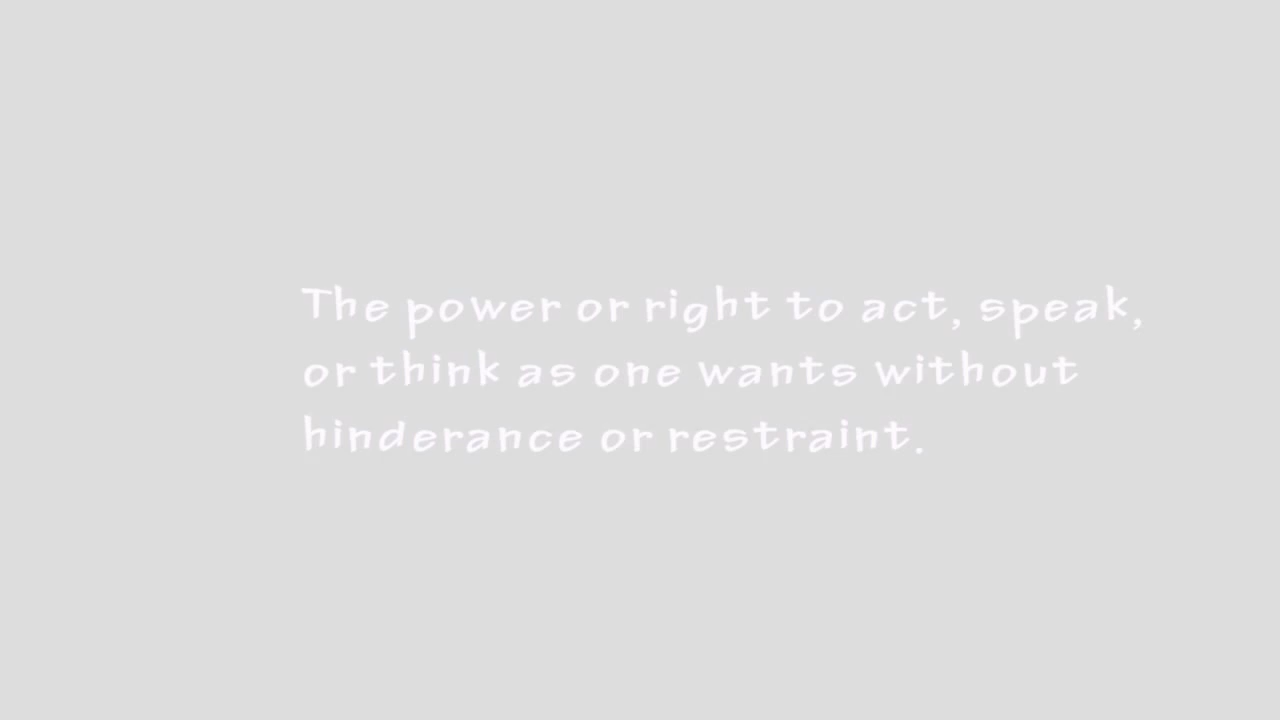 The power or right to act, speak,
or think as one wants without
hinderance or restraint.